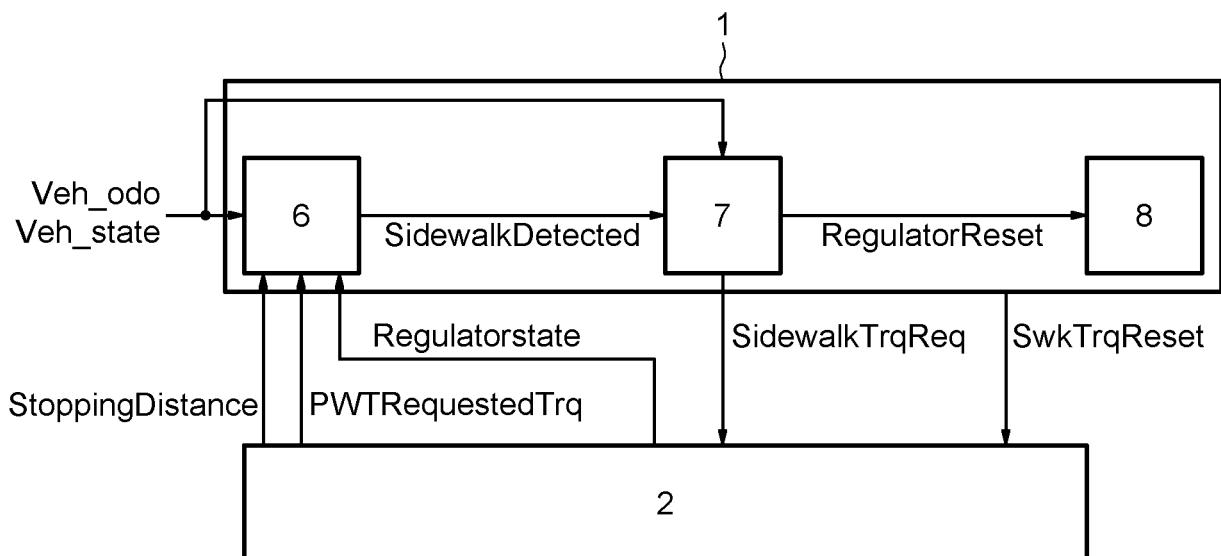 1
Veh_odo
Veh_state
6
SidewalkDetected
7
RegulatorReset
8
Regulatorstate
SidewalkTrqReq
SwkTrqReset
StoppingDistance
PWTRequestedTrq
2